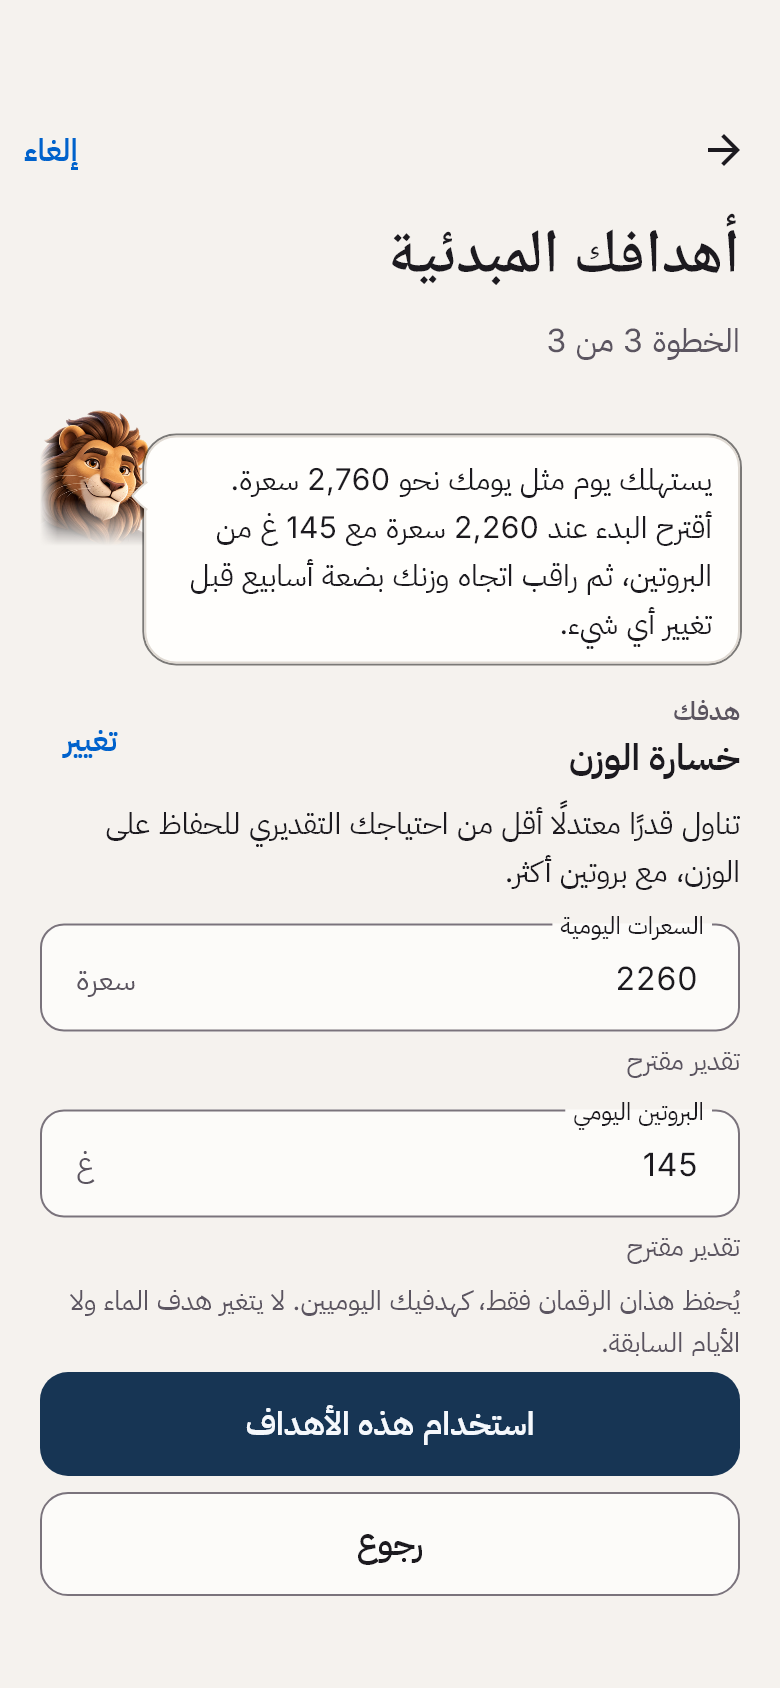 إلغاء
أهدافك المبدئية
الخطوة 3 من 3
يستهلك يوم مثل يومك نحو 2,760 سعرة.
أقترح البدء عند 2,260 سعرة مع 145 غ من
البروتين، ثم راقب اتجاه وزنك بضعة أسابيع قبل
تغيير أي شيء.
هدفك
خسارة الوزن
تغيير
تناول قدرًا معتدلًا أقل من احتياجك التقديري للحفاظ على
الوزن، مع بروتين أكثر.
السعرات اليومية
2260 سعرة
تقدير مقترح
البروتين اليومي
145 غ
تقدير مقترح
يُحفظ هذان الرقمان فقط، كهدفيك اليوميين. لا يتغير هدف الماء ولا
الأيام السابقة.
استخدام هذه الأهداف
رجوع